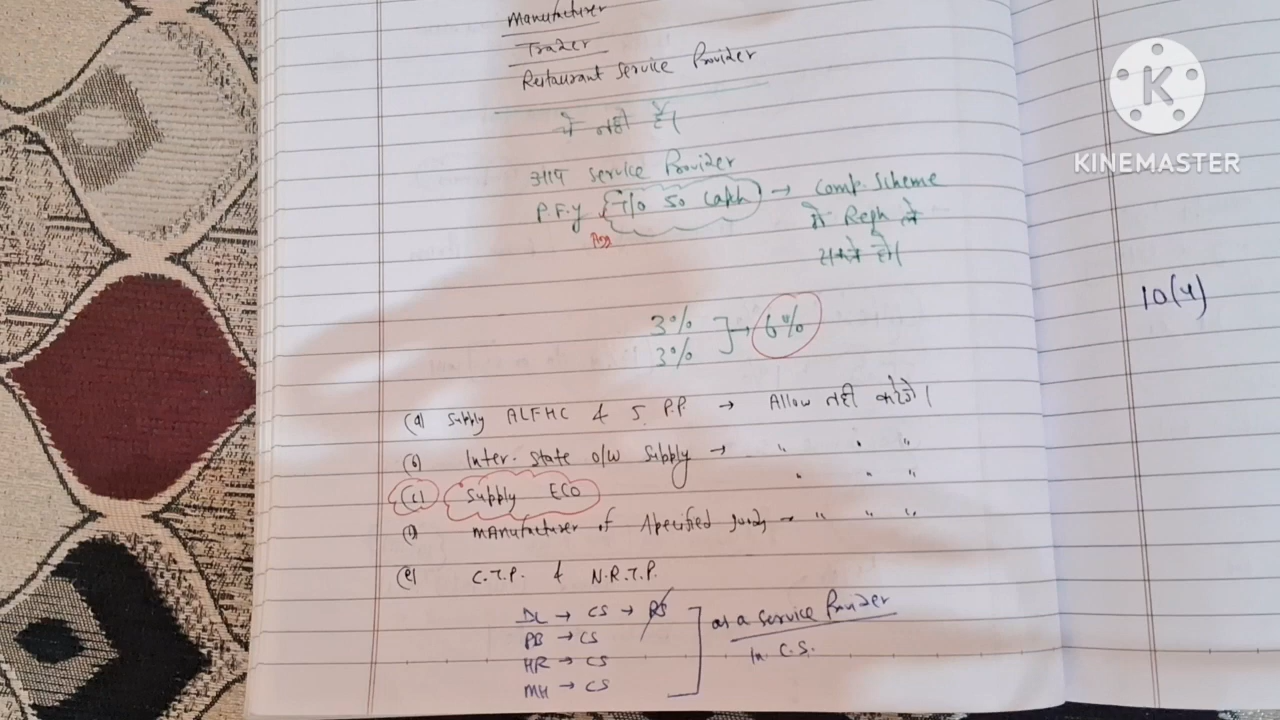 Manufacturer
Trader
Restaurant Service Provider
ये नही है।
आप Service Provider
P.F.Y T/o 50 Lakh → Comp. Scheme
Agg में Regn ले
सकते हो।
10(4)
3%
3% → 6%
(a) Supply ALFHC & S.P.P → Allow नही करेंगे।
(b) Inter-State o/w Supply → " " "
(c) Supply ECO " " "
(d) Manufacturer of Specified goods → " " "
(e) C.T.P. & N.R.T.P.
DL → CS → RS
PB → CS
HR → CS
MH → CS
as a Service Provider
In C.S.
KINEMASTER